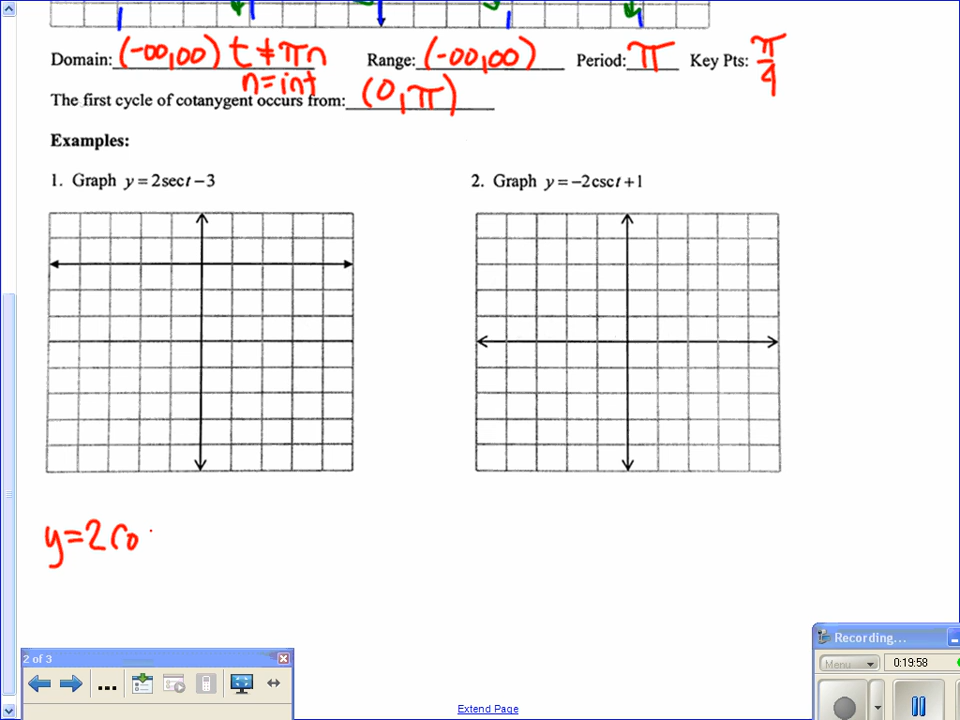 Domain: (-∞,∞) t≠πn Range: (-∞,∞) Period: π Key Pts: π/4
n=int
The first cycle of cotanygent occurs from: (0,π)
Examples:
1. Graph y=2sec t−3 2. Graph y=−2csc t+1
y=2co
2 of 3
Recording...
Menu 0:19:58
Extend Page